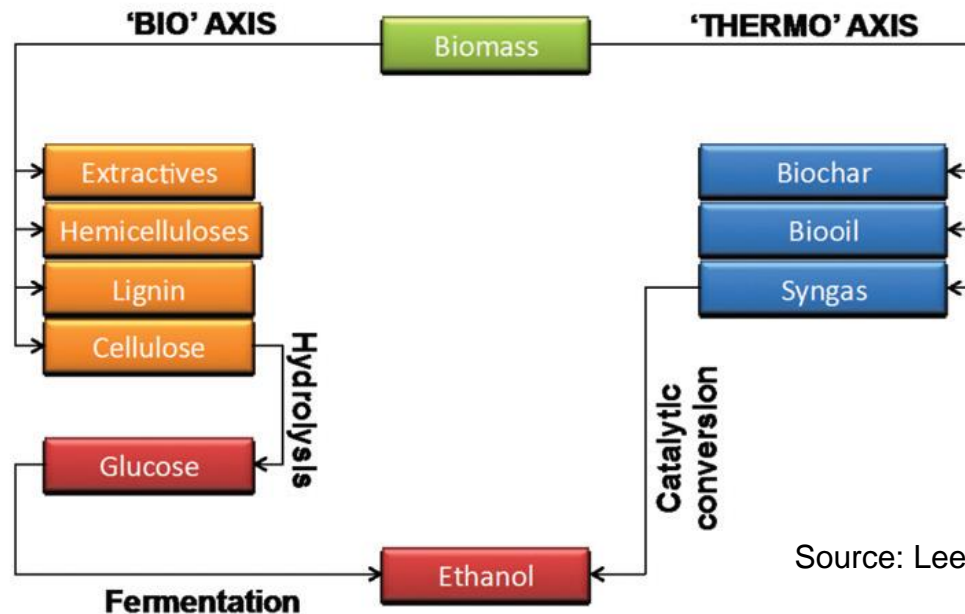 'BIO' AXIS
Biomass
'THERMO' AXIS
Extractives
Hemicelluloses
Lignin
Cellulose
Hydrolysis
Glucose
Fermentation
Biochar
Biooil
Syngas
Catalytic
conversion
Ethanol
Source: Lee